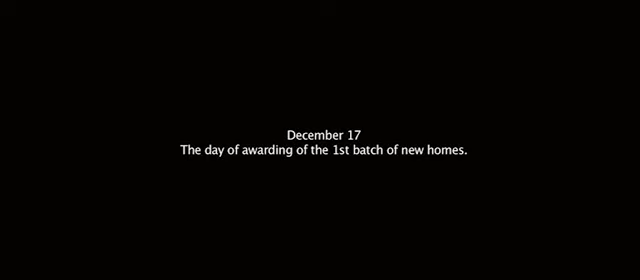 December 17
The day of awarding of the 1st batch of new homes.